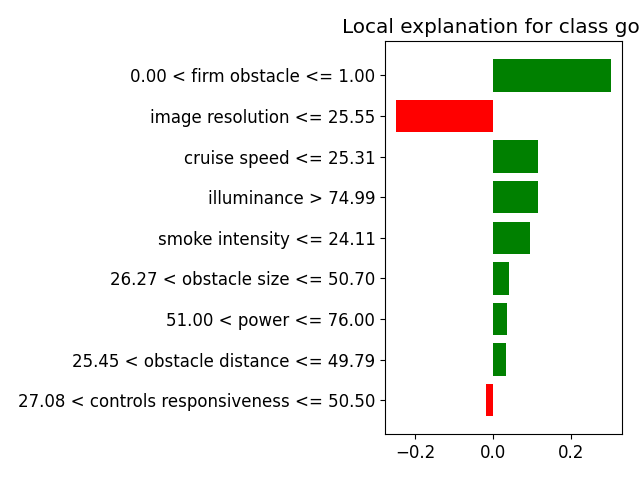 Local explanation for class go
0.00 < firm obstacle <= 1.00
image resolution <= 25.55
cruise speed <= 25.31
illuminance > 74.99
smoke intensity <= 24.11
26.27 < obstacle size <= 50.70
51.00 < power <= 76.00
25.45 < obstacle distance <= 49.79
27.08 < controls responsiveness <= 50.50
−0.2 0.0 0.2